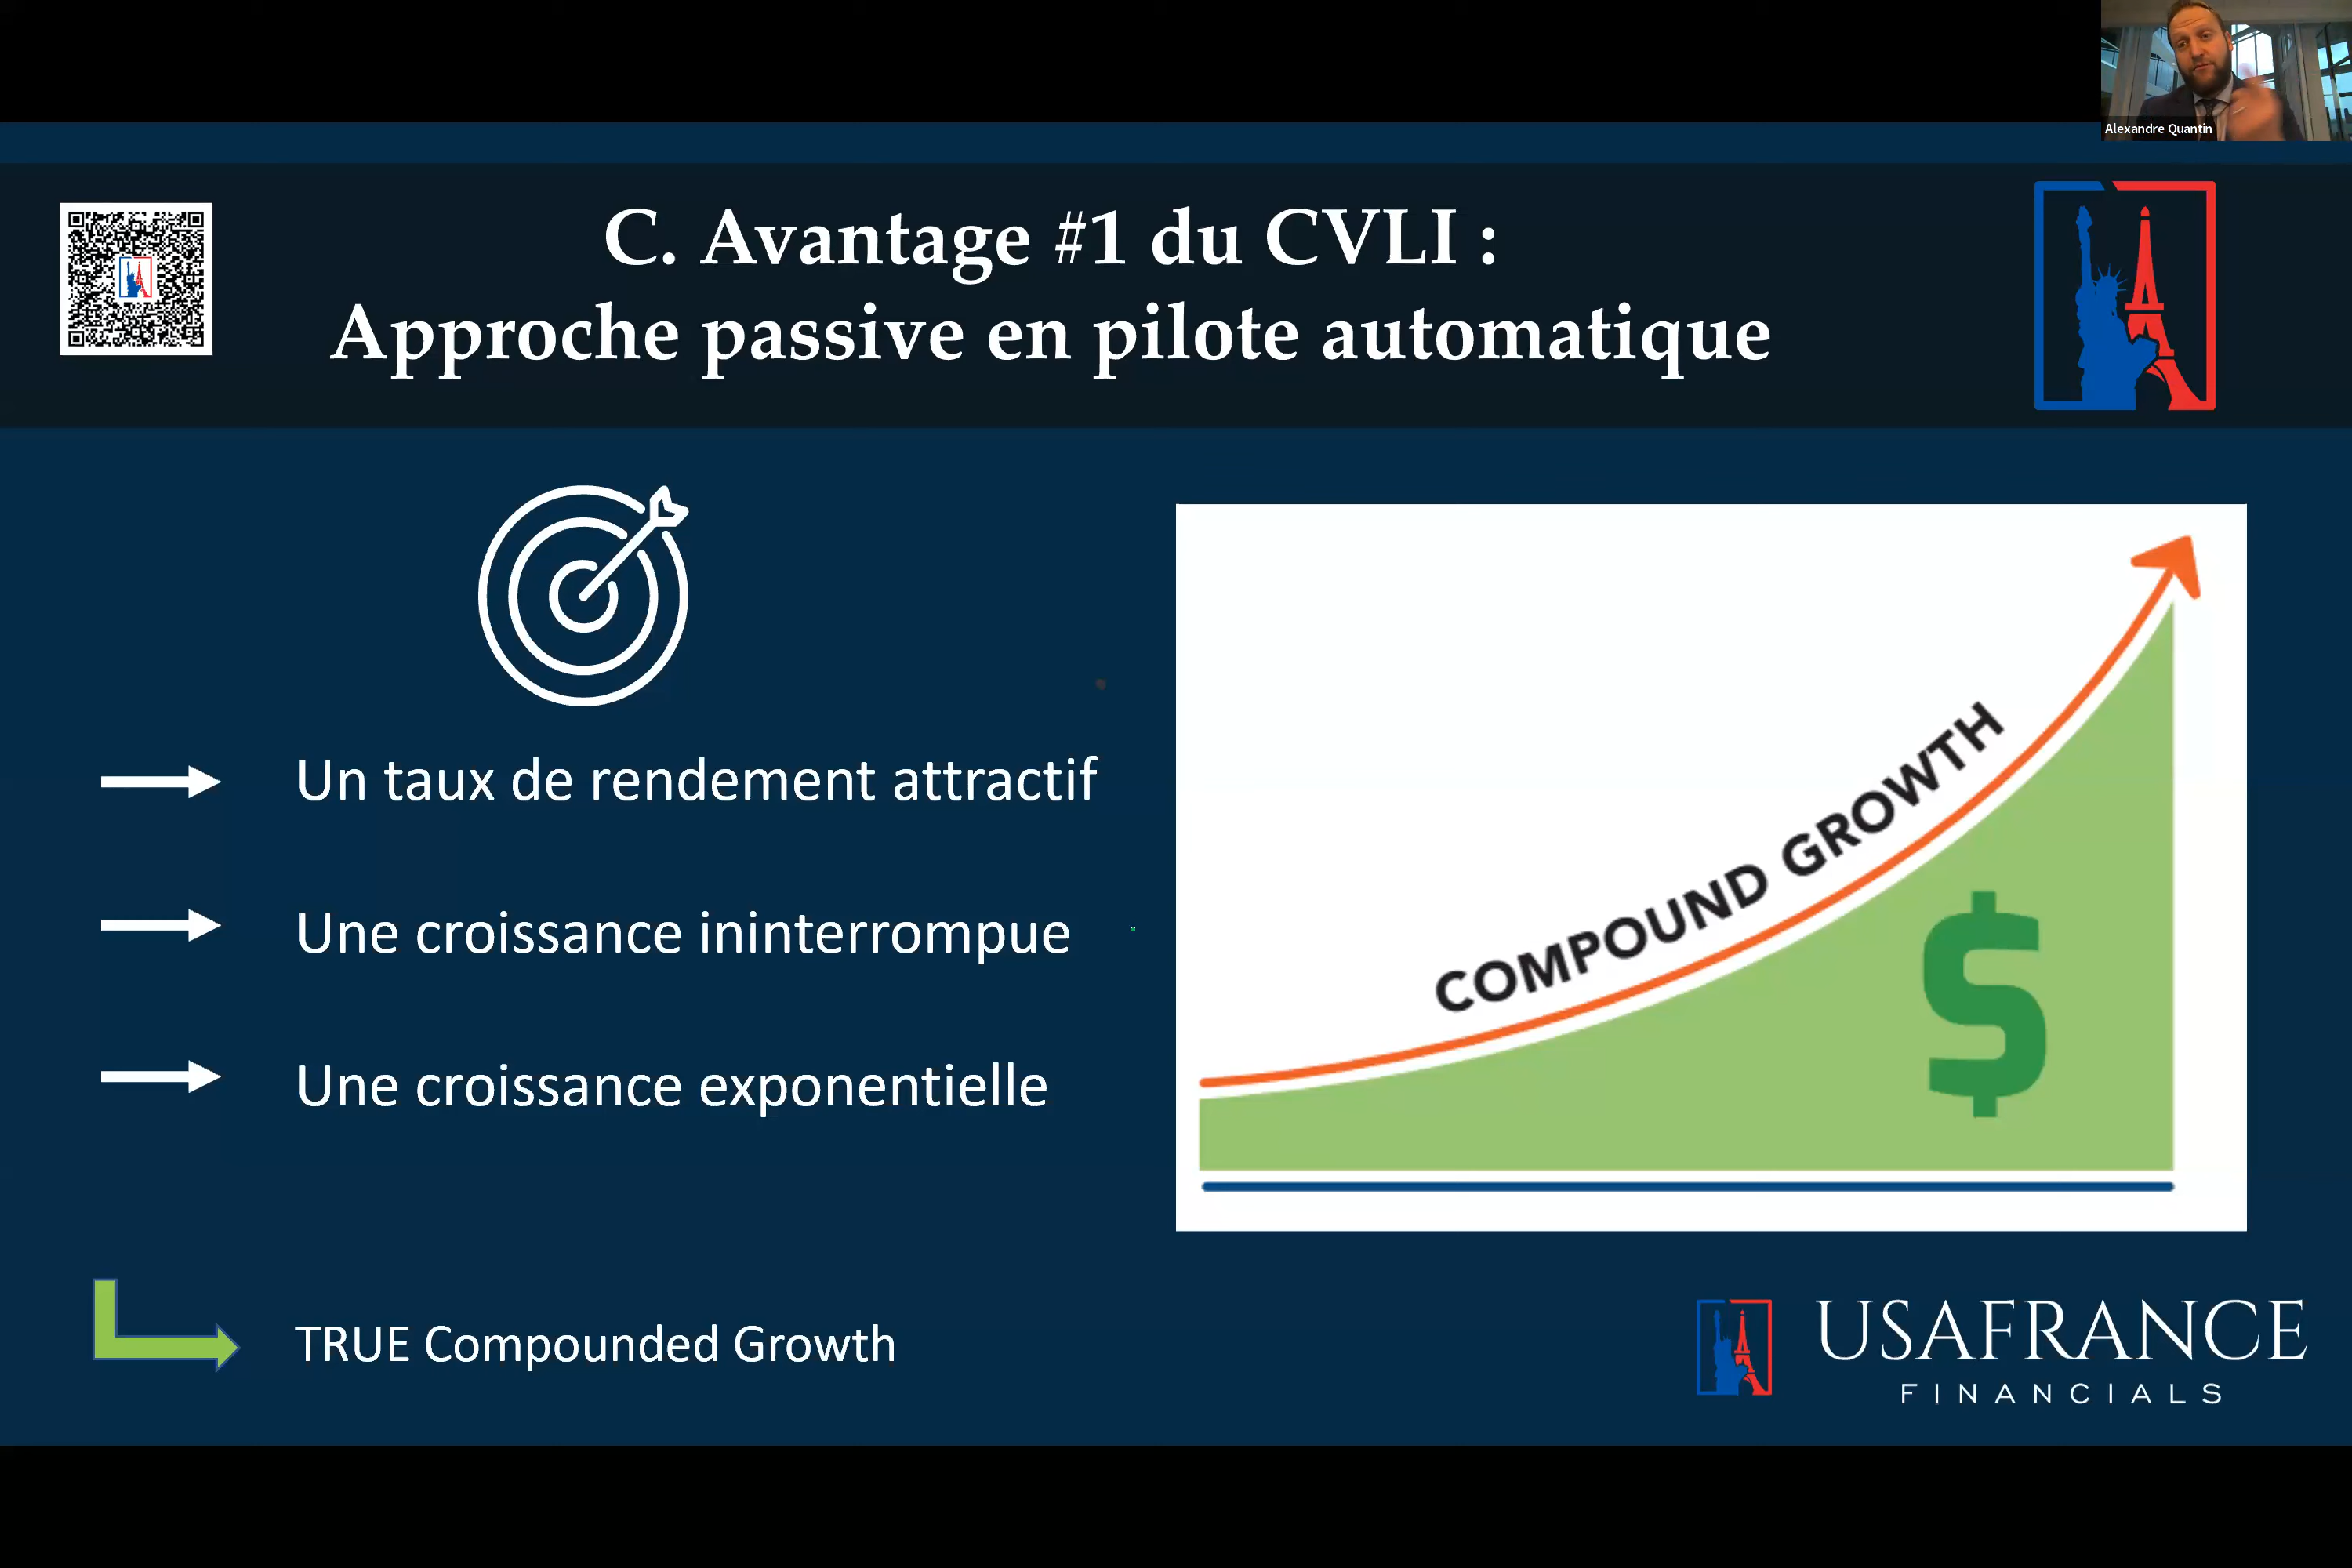 Alexandre Quantin
C. Avantage #1 du CVLI :
Approche passive en pilote automatique
Un taux de rendement attractif
Une croissance ininterrompue
Une croissance exponentielle
TRUE Compounded Growth
COMPOUND GROWTH
$
USAFRANCE
FINANCIALS